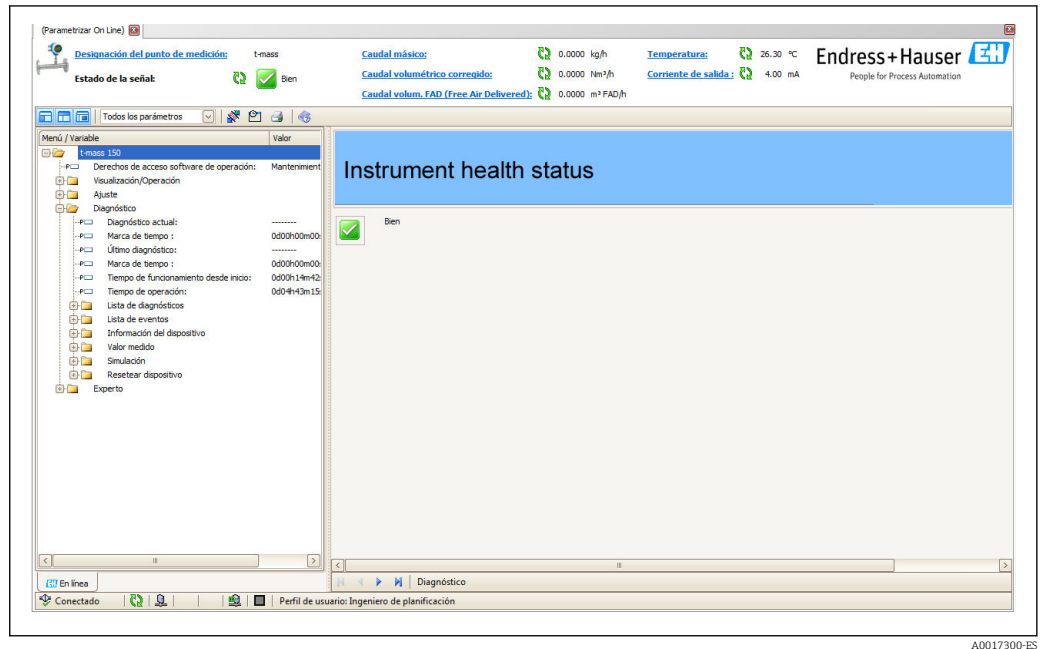 (Parametrizar On Line)
Designación del punto de medición: t-mass
Estado de la señal: Bien
Caudal másico: 0.0000 kg/h
Caudal volumétrico corregido: 0.0000 Nm³/h
Caudal volum. FAD (Free Air Delivered): 0.0000 m³ FAD/h
Temperatura: 26.30 °C
Corriente de salida : 4.00 mA
Endress+Hauser EH
People for Process Automation
Todos los parámetros
Menú / Variable Valor
t-mass 150
Derechos de acceso software de operación: Mantenimient
Visualización/Operación
Ajuste
Diagnóstico
Diagnóstico actual: --------
Marca de tiempo : 0d00h00m00:
Último diagnóstico: --------
Marca de tiempo : 0d00h00m00:
Tiempo de funcionamiento desde inicio: 0d00h14m42:
Tiempo de operación: 0d04h43m15:
Lista de diagnósticos
Lista de eventos
Información del dispositivo
Valor medido
Simulación
Resetear dispositivo
Experto
Instrument health status
Bien
EH En línea
Diagnóstico
Conectado
Perfil de usuario: Ingeniero de planificación
A0017300-ES